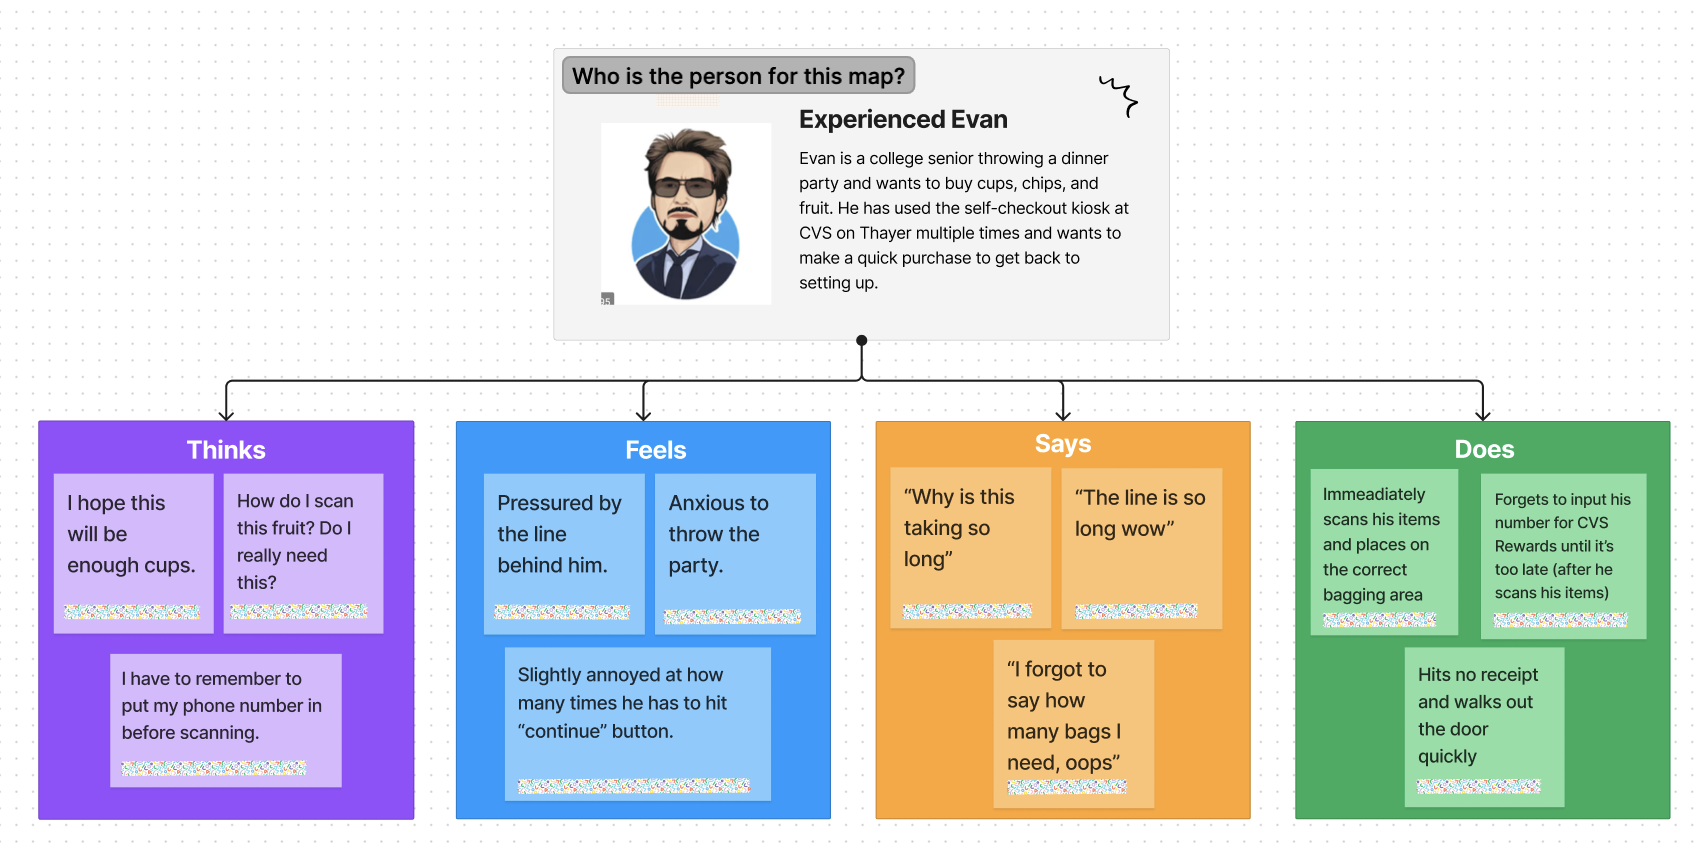 Who is the person for this map?
Experienced Evan
Evan is a college senior throwing a dinner
party and wants to buy cups, chips, and
fruit. He has used the self-checkout kiosk at
CVS on Thayer multiple times and wants to
make a quick purchase to get back to
setting up.
95
Thinks
I hope this
will be
enough cups.
How do I scan
this fruit? Do I
really need
this?
I have to remember to
put my phone number in
before scanning.
Feels
Pressured by
the line
behind him.
Anxious to
throw the
party.
Slightly annoyed at how
many times he has to hit
“continue” button.
Says
“Why is this
taking so
long”
“The line is so
long wow”
“I forgot to
say how
many bags I
need, oops”
Does
Immeadiately
scans his items
and places on
the correct
bagging area
Forgets to input his
number for CVS
Rewards until it’s
too late (after he
scans his items)
Hits no receipt
and walks out
the door
quickly